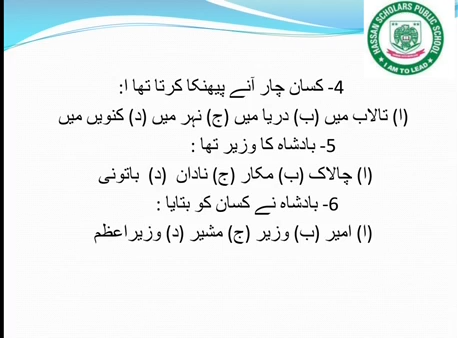 HASSAN SCHOLARS PUBLIC SCHOOL
I AM TO LEAD
4- کسان چار آنے پیھنکا کرتا تھا ا:
(ا) تالاب میں (ب) دریا میں (ج) نہر میں (د) کنویں میں
5- بادشاہ کا وزیر تھا :
(ا) چالاک (ب) مکار (ج) نادان (د) باتونی
6- بادشاہ نے کسان کو بتایا :
(ا) امیر (ب) وزیر (ج) مشیر (د) وزیراعظم